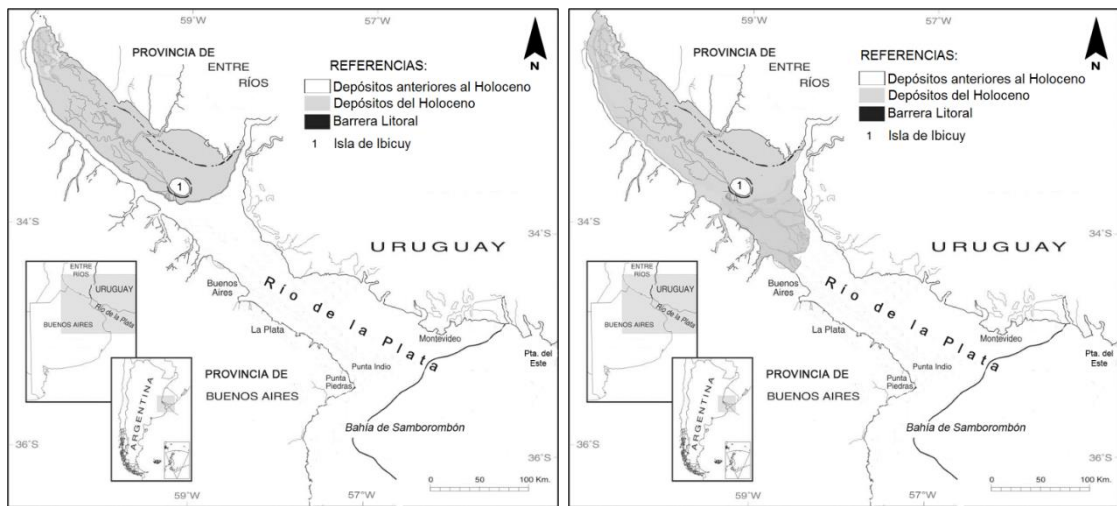 59°W
57°W
PROVINCIA DE
ENTRE
RÍOS
N
REFERENCIAS:
Depósitos anteriores al Holoceno
Depósitos del Holoceno
Barrera Litoral
1 Isla de Ibicuy
1
34°S
34°S
URUGUAY
ENTRE
RIOS
URUGUAY
Río de la Plata
BUENOS AIRES
Buenos
Aires
Río de la Plata
La Plata
Montevideo
Pta. del
Este
Punta Indio
Punta
Piedras
PROVINCIA DE
BUENOS AIRES
ARGENTINA
Bahía de Samborombón
36°S
36°S
0 50 100 Km.
59°W
57°W
59°W
57°W
PROVINCIA DE
ENTRE
RÍOS
N
REFERENCIAS:
Depósitos anteriores al Holoceno
Depósitos del Holoceno
Barrera Litoral
1 Isla de Ibicuy
1
34°S
34°S
URUGUAY
ENTRE
RIOS
URUGUAY
Río de la Plata
BUENOS AIRES
Buenos
Aires
Río de la Plata
La Plata
Montevideo
Pta. del
Este
Punta Indio
Punta
Piedras
PROVINCIA DE
BUENOS AIRES
ARGENTINA
Bahía de Samborombón
36°S
36°S
0 50 100 Km.
59°W
57°W